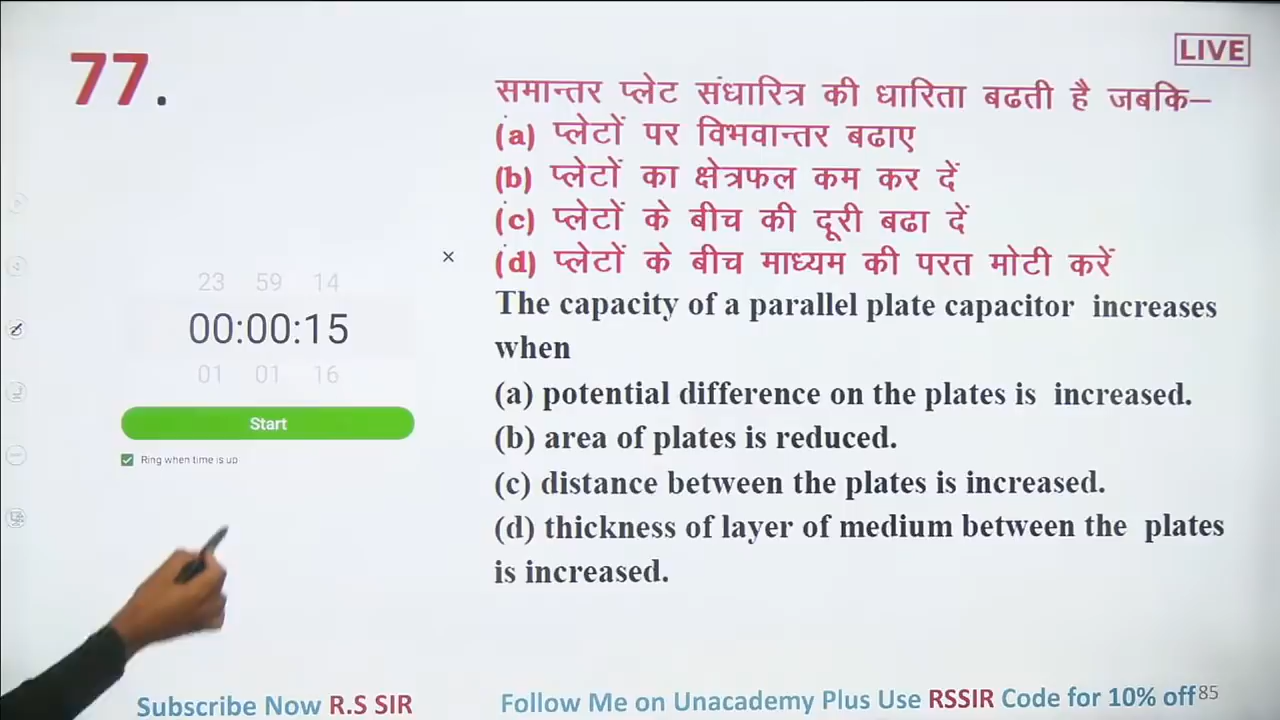 77.
LIVE
समान्तर प्लेट संधारित्र की धारिता बढती है जबकि–
(a) प्लेटों पर विभवान्तर बढाए
(b) प्लेटों का क्षेत्रफल कम कर दें
(c) प्लेटों के बीच की दूरी बढा दें
(d) प्लेटों के बीच माध्यम की परत मोटी करें
The capacity of a parallel plate capacitor increases
when
(a) potential difference on the plates is increased.
(b) area of plates is reduced.
(c) distance between the plates is increased.
(d) thickness of layer of medium between the plates
is increased.
×
23 59 14
00:00:15
01 01 16
Start
Ring when time is up
Subscribe Now R.S SIR
Follow Me on Unacademy Plus Use RSSIR Code for 10% off
85